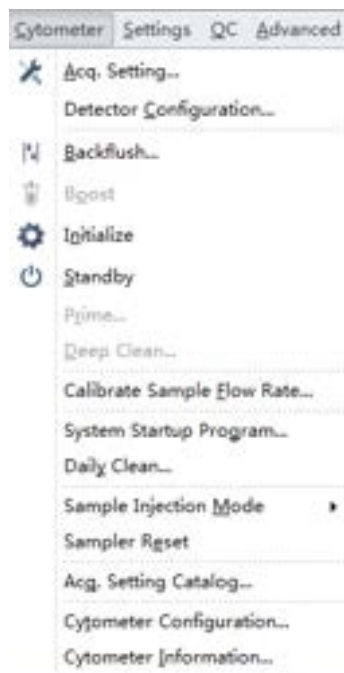 Cytometer Settings QC Advanced
Acq. Setting...
Detector Configuration...
Backflush...
Boost
Initialize
Standby
Prime...
Deep Clean...
Calibrate Sample Flow Rate...
System Startup Program...
Daily Clean...
Sample Injection Mode
Sampler Reset
Acq. Setting Catalog...
Cytometer Configuration...
Cytometer Information...